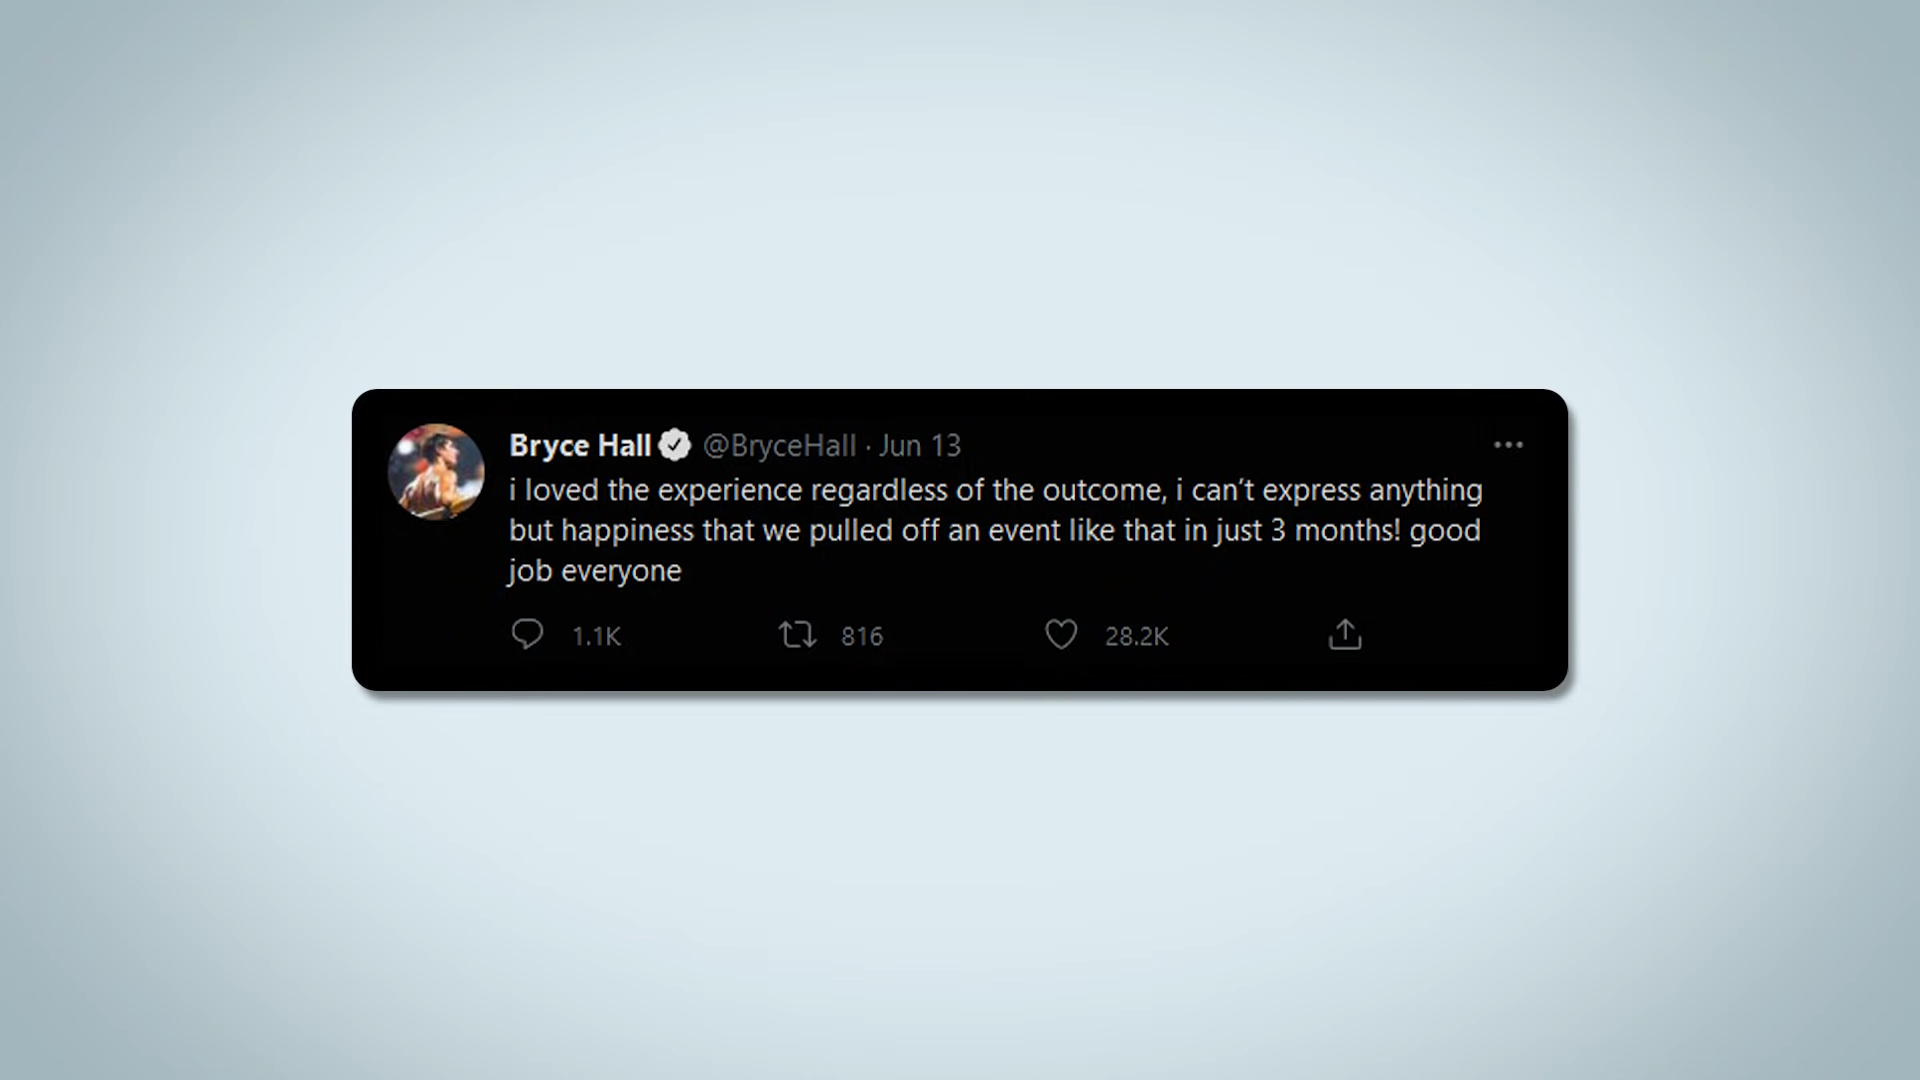 Bryce Hall @BryceHall · Jun 13
i loved the experience regardless of the outcome, i can’t express anything
but happiness that we pulled off an event like that in just 3 months! good
job everyone
1.1K 816 28.2K